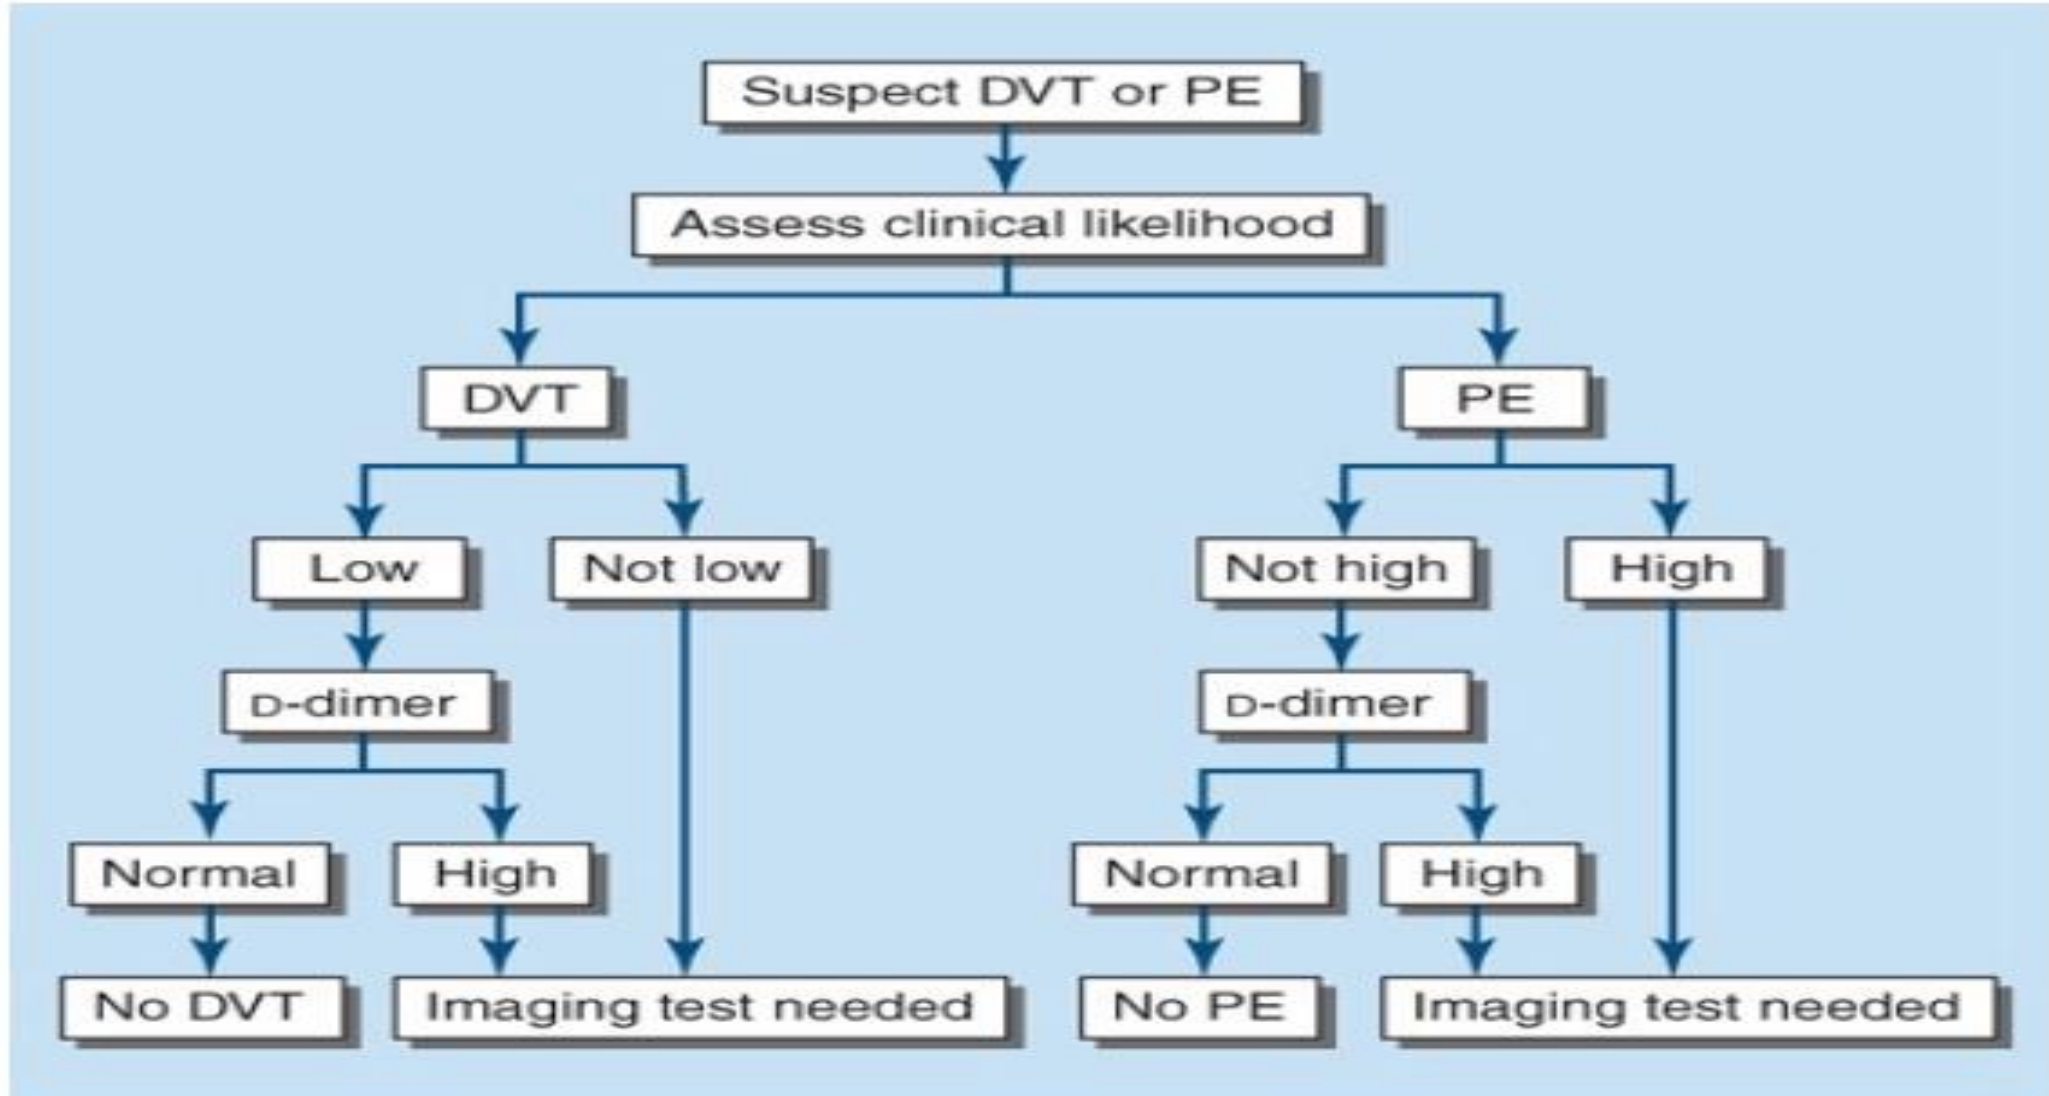 Suspect DVT or PE
Assess clinical likelihood
DVT
PE
Low
Not low
Not high
High
D-dimer
D-dimer
Normal
High
Normal
High
No DVT
Imaging test needed
No PE
Imaging test needed